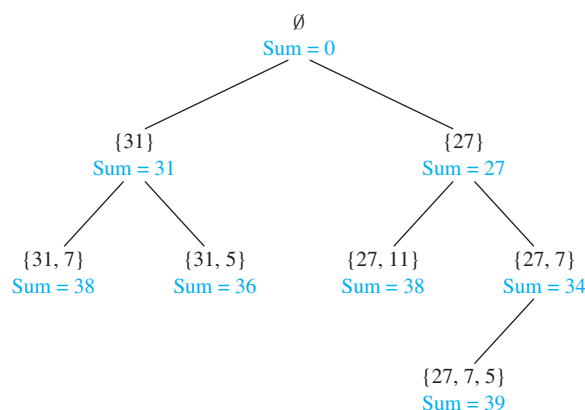 ∅
Sum = 0
{31}
Sum = 31
{27}
Sum = 27
{31, 7}
Sum = 38
{31, 5}
Sum = 36
{27, 11}
Sum = 38
{27, 7}
Sum = 34
{27, 7, 5}
Sum = 39